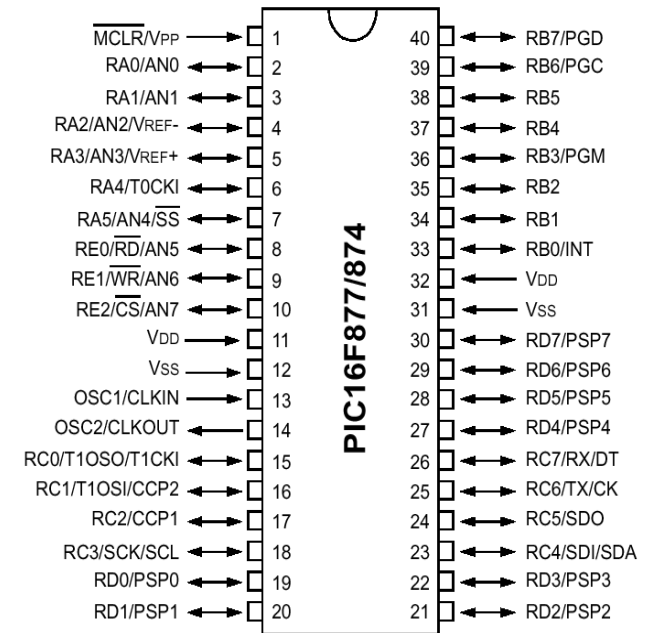 MCLR/VPP 1 40 RB7/PGD
RA0/AN0 2 39 RB6/PGC
RA1/AN1 3 38 RB5
RA2/AN2/VREF- 4 37 RB4
RA3/AN3/VREF+ 5 36 RB3/PGM
RA4/T0CKI 6 35 RB2
RA5/AN4/SS 7 34 RB1
RE0/RD/AN5 8 33 RB0/INT
RE1/WR/AN6 9 32 VDD
RE2/CS/AN7 10 31 VSS
VDD 11 30 RD7/PSP7
VSS 12 29 RD6/PSP6
OSC1/CLKIN 13 28 RD5/PSP5
OSC2/CLKOUT 14 27 RD4/PSP4
RC0/T1OSO/T1CKI 15 26 RC7/RX/DT
RC1/T1OSI/CCP2 16 25 RC6/TX/CK
RC2/CCP1 17 24 RC5/SDO
RC3/SCK/SCL 18 23 RC4/SDI/SDA
RD0/PSP0 19 22 RD3/PSP3
RD1/PSP1 20 21 RD2/PSP2
PIC16F877/874